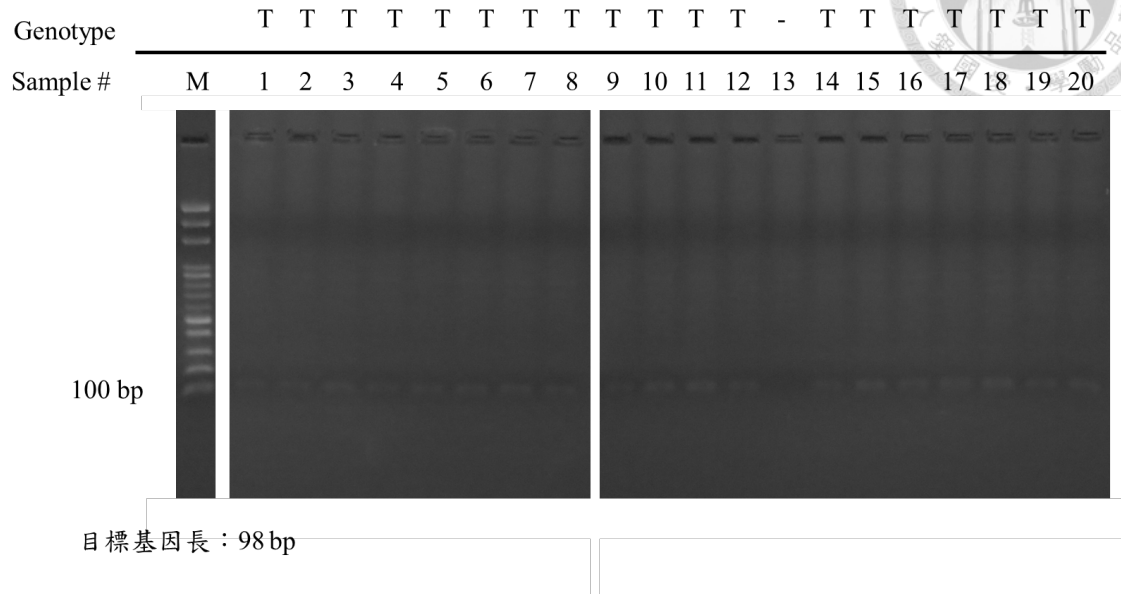 Genotype T T T T T T T T T T T T - T T T T T T T
Sample # M 1 2 3 4 5 6 7 8 9 10 11 12 13 14 15 16 17 18 19 20
100 bp
目標基因長：98 bp